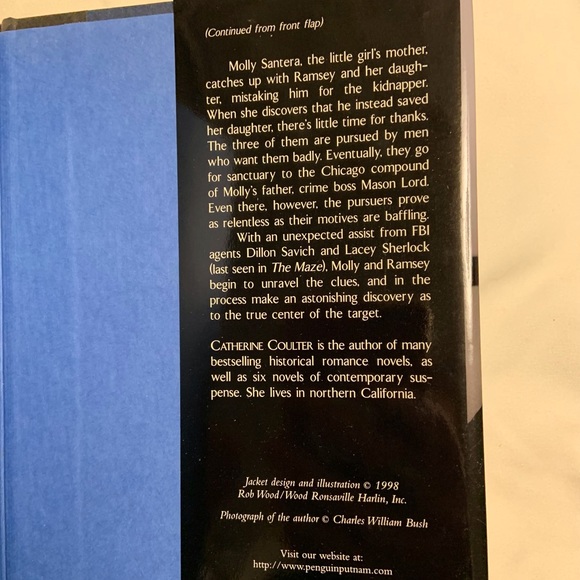 (Continued from front flap)
Molly Santera, the little girl's mother,
catches up with Ramsey and her daugh-
ter, mistaking him for the kidnapper.
When she discovers that he instead saved
her daughter, there's little time for thanks.
The three of them are pursued by men
who want them badly. Eventually, they go
for sanctuary to the Chicago compound
of Molly's father, crime boss Mason Lord.
Even there, however, the pursuers prove
as relentless as their motives are baffling.
With an unexpected assist from FBI
agents Dillon Savich and Lacey Sherlock
(last seen in The Maze), Molly and Ramsey
begin to unravel the clues, and in the
process make an astonishing discovery as
to the true center of the target.
CATHERINE COULTER is the author of many
bestselling historical romance novels, as
well as six novels of contemporary sus-
pense. She lives in northern California.
Jacket design and illustration © 1998
Rob Wood/Wood Ronsaville Harlin, Inc.
Photograph of the author © Charles William Bush
Visit our website at:
http://www.penguinputnam.com